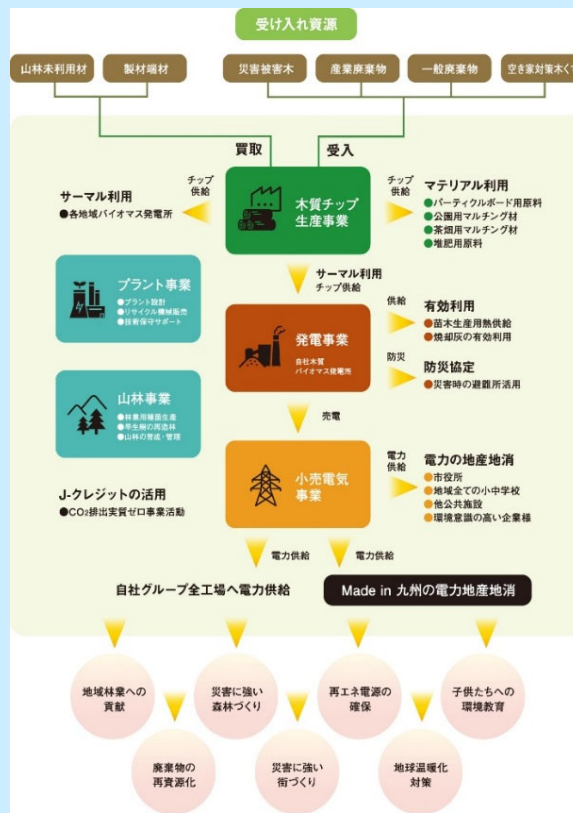 受け入れ資源
山林未利用材
製材端材
災害被害木
産業廃棄物
一般廃棄物
空き家対策木くず
買取
受入
サーマル利用
●各地域バイオマス発電所
チップ
供給
木質チップ
生産事業
チップ
供給
マテリアル利用
●パーティクルボード用原料
●公園用マルチング材
●茶畑用マルチング材
●堆肥用原料
サーマル利用
チップ供給
プラント事業
●プラント設計
●リサイクル機械販売
●技術保守サポート
発電事業
自社木質
バイオマス発電所
供給
有効利用
●苗木生産用熱供給
●焼却灰の有効利用
防災
防災協定
●災害時の避難所活用
山林事業
●林業用種苗生産
●早生樹の再造林
●山林の育成・管理
売電
小売電気
事業
電力
供給
電力の地産地消
●市役所
●地域全ての小中学校
●他公共施設
●環境意識の高い企業様
J-クレジットの活用
●CO2排出実質ゼロ事業活動
電力供給
電力供給
自社グループ全工場へ電力供給
Made in 九州の電力地産地消
地域林業への
貢献
災害に強い
森林づくり
再エネ電源の
確保
子供たちへの
環境教育
廃棄物の
再資源化
災害に強い
街づくり
地球温暖化
対策